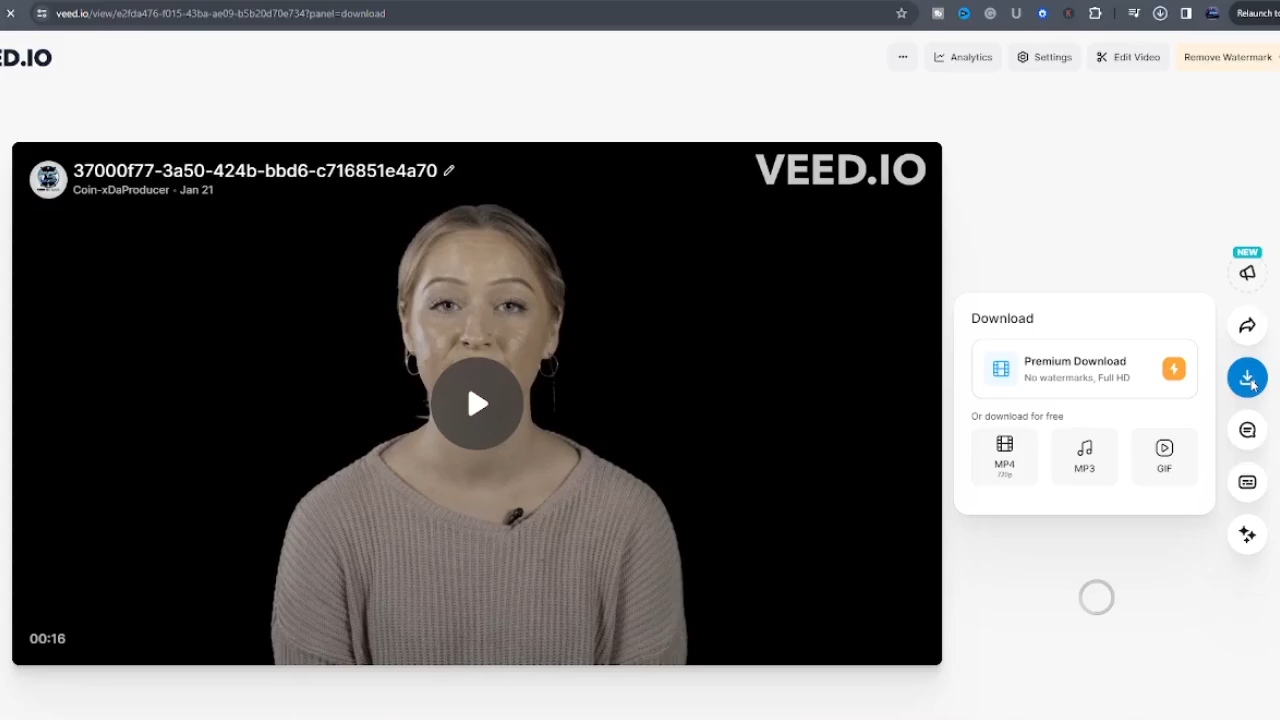 veed.io/view/e2fda476-f015-43ba-ae09-b5b20d70e734?panel=download
Relaunch to
ED.IO
Analytics
Settings
Edit Video
Remove Watermark
37000f77-3a50-424b-bbd6-c716851e4a70
Coin-xDaProducer • Jan 21
VEED.IO
NEW
Download
Premium Download
No watermarks, Full HD
Or download for free
MP4
720p
MP3
GIF
00:16